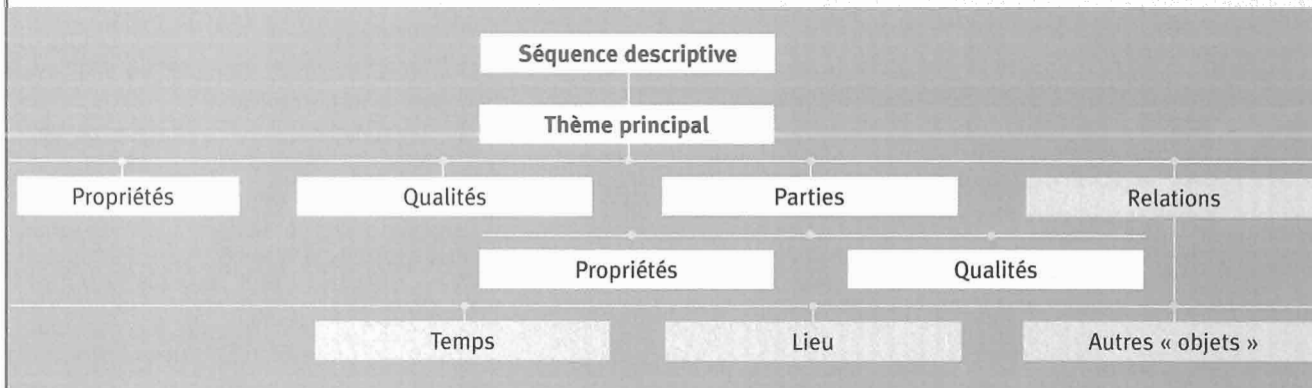 Séquence descriptive
Thème principal
Propriétés Qualités Parties Relations
Propriétés Qualités
Temps Lieu Autres « objets »